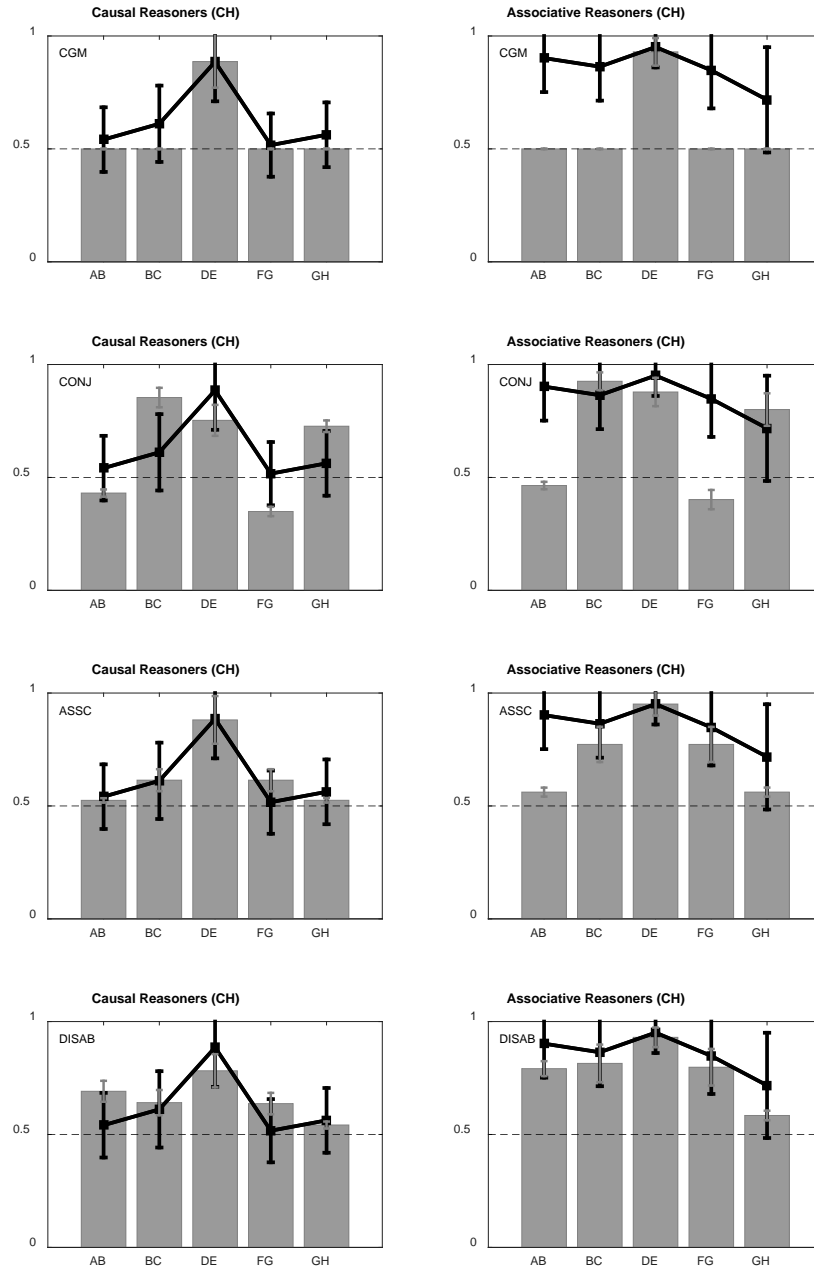 Causal Reasoners (CH)
Associative Reasoners (CH)
1
CGM
0.5
0
AB BC DE FG GH
1
CGM
0.5
0
AB BC DE FG GH
Causal Reasoners (CH)
Associative Reasoners (CH)
1
CONJ
0.5
0
AB BC DE FG GH
1
CONJ
0.5
0
AB BC DE FG GH
Causal Reasoners (CH)
Associative Reasoners (CH)
1
ASSC
0.5
0
AB BC DE FG GH
1
ASSC
0.5
0
AB BC DE FG GH
Causal Reasoners (CH)
Associative Reasoners (CH)
1
DISAB
0.5
0
AB BC DE FG GH
1
DISAB
0.5
0
AB BC DE FG GH